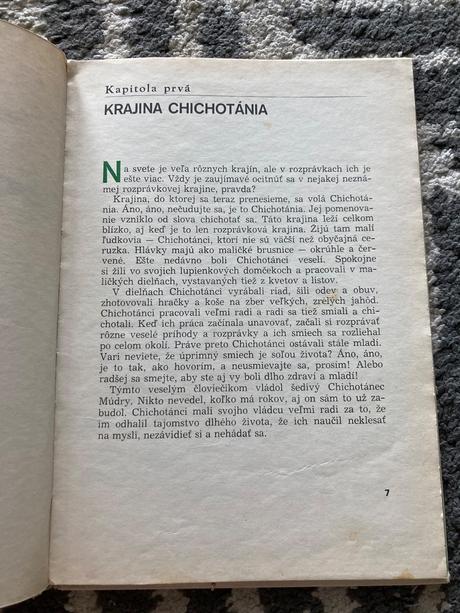 Kapitola prvá
KRAJINA CHICHOTÁNIA
Na svete je veľa rôznych krajín, ale v rozprávkach ich je
ešte viac. Vždy je zaujímavé ocitnúť sa v nejakej nezná-
mej rozprávkovej krajine, pravda?
Krajina, do ktorej sa teraz prenesieme, sa volá Chichotá-
nia. Áno, áno, nečudujte sa, je to Chichotánia. Jej pomenova-
nie vzniklo od slova chichotať sa. Táto krajina leží celkom
blízko, aj keď je to len rozprávková krajina. Žijú tam malí
ľudkovia — Chichotánci, ktorí nie sú väčší než obyčajná ce-
ruzka. Hlávky majú ako maličké brusnice — okrúhle a čer-
vené. Ešte nedávno boli Chichotánci veselí. Spokojne
si žili vo svojich lupienkových domčekoch a pracovali v ma-
ličkých dielňach, vystavaných tiež z kvetov a listov.
V dielňach Chichotánci vyrábali riad, šili odev a obuv,
zhotovovali hračky a koše na zber veľkých, zrelých jahôd.
Chichotánci pracovali veľmi radi a radi sa tiež smiali a chi-
chotali. Keď ich práca začínala unavovať, začali si rozprávať
rôzne veselé príhody a rozprávky a ich smiech sa rozliehal
po celom okolí. Práve preto Chichotánci ostávali stále mladí.
Vari neviete, že úprimný smiech je soľou života? Áno, áno,
je to tak, ako hovorím, a neusmievajte sa, prosím! Alebo
radšej sa smejte, aby ste aj vy boli dlho zdraví a mladí!
Týmto veselým človiečikom vládol šedivý Chichotánec
Múdry. Nikto nevedel, koľko má rokov, aj on sám to už za-
budol. Chichotánci mali svojho vládcu veľmi radi za to, že
im odhalil tajomstvo dlhého života, že ich naučil neklesať
na mysli, nezávidieť si a nehádať sa.
7